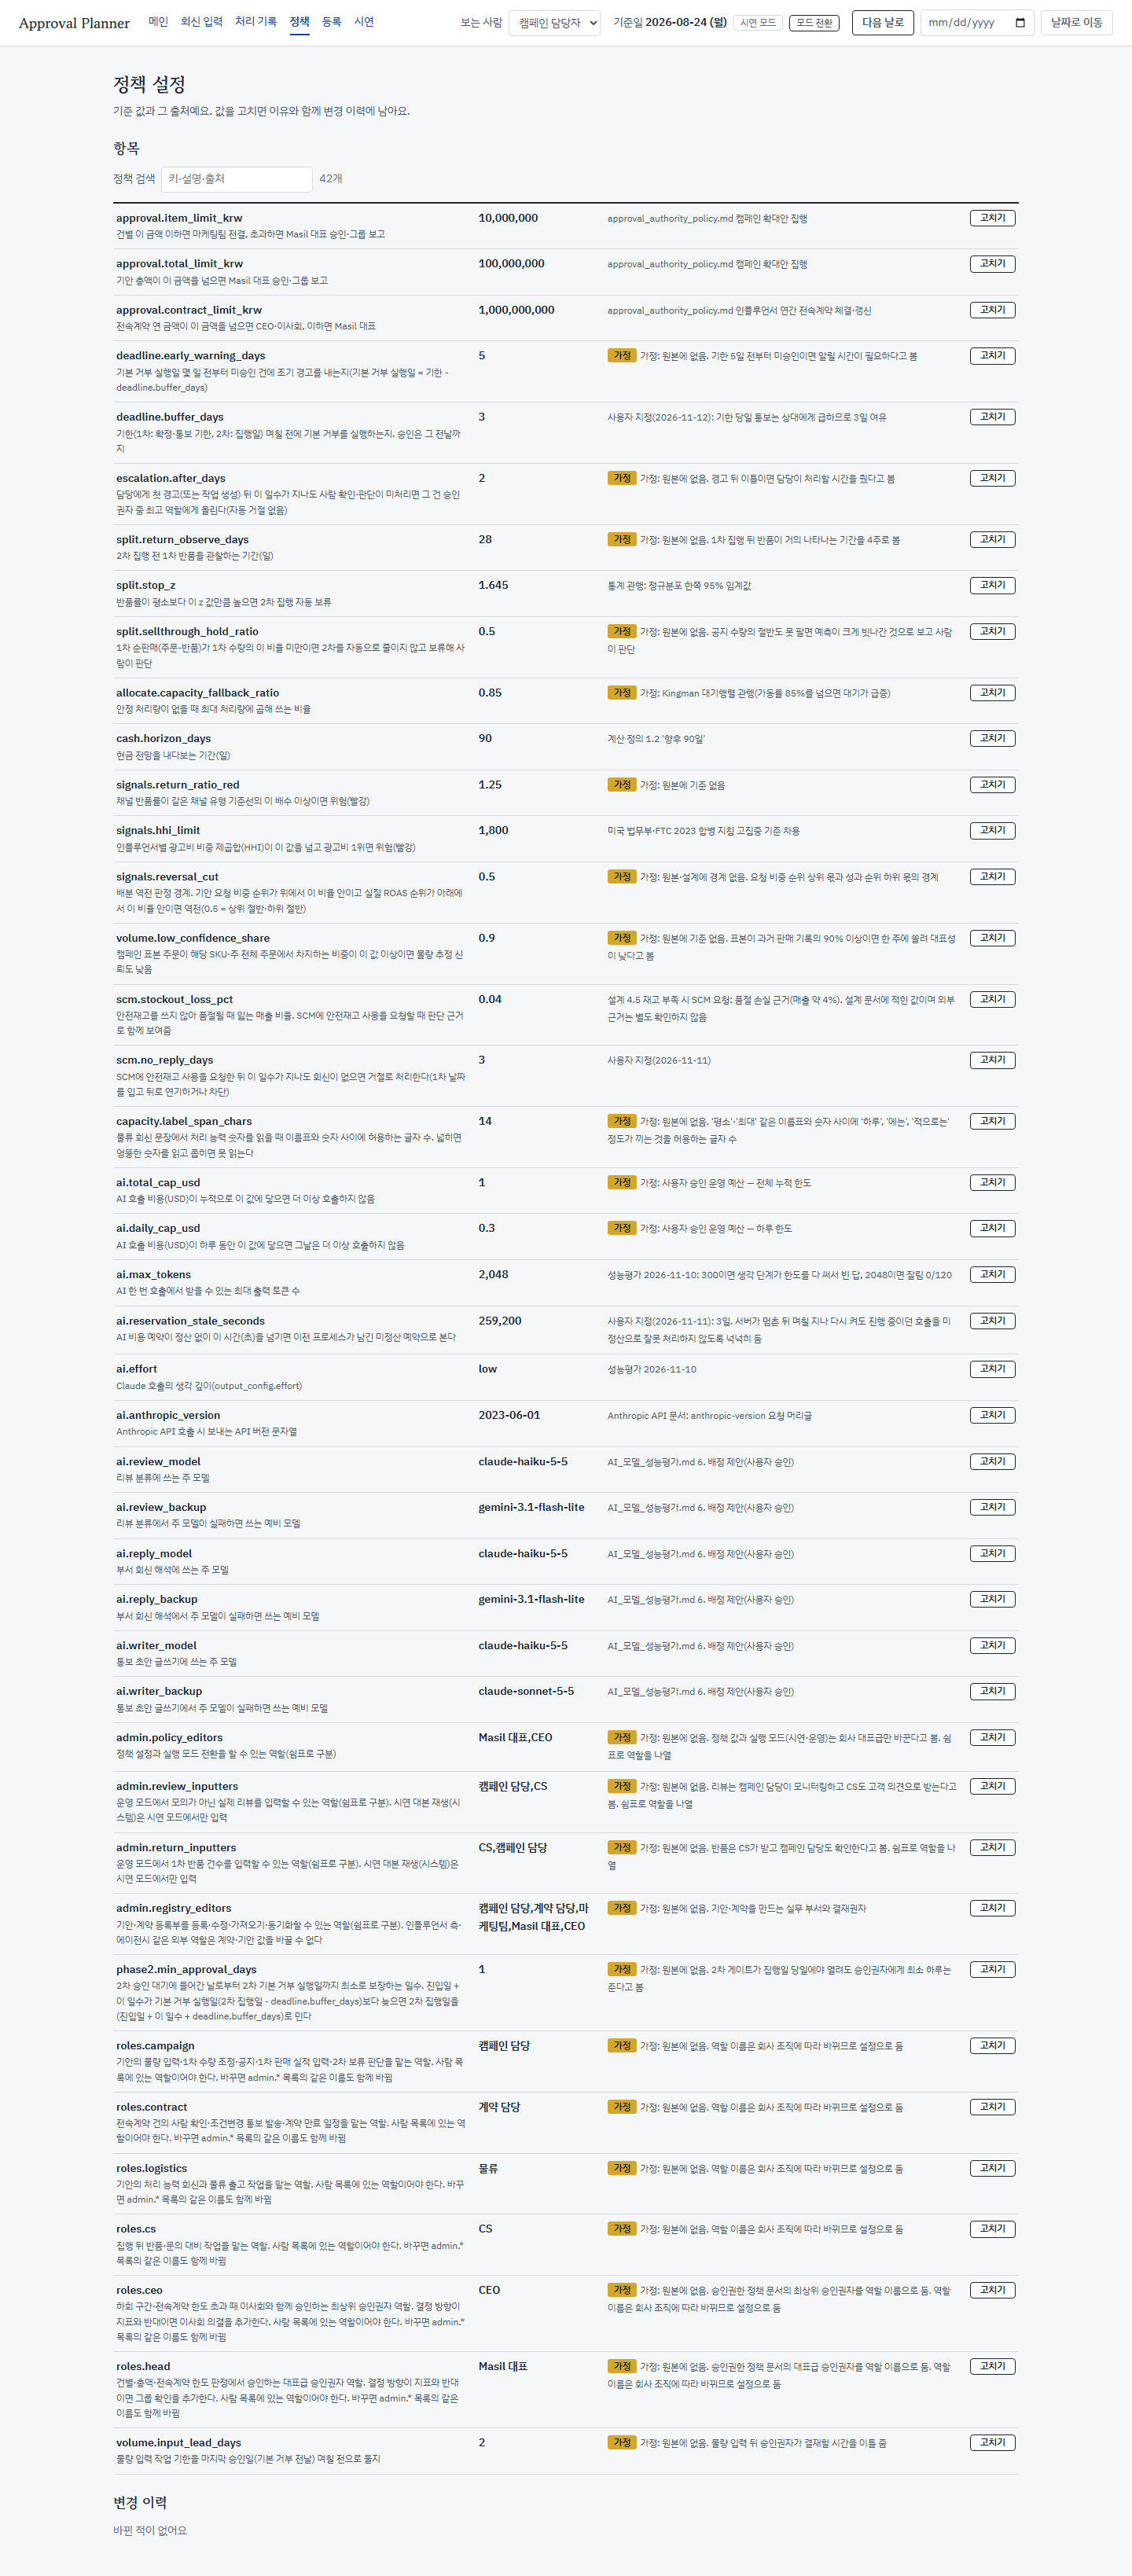 Approval Planner 메인 회신 입력 처리 기록 정책 등록 시연 보는 사람 캠페인 담당자 기준일 2026-08-24 (월) 시연 모드 모드 전환 다음 날로 mm/dd/yyyy 날짜로 이동
정책 설정
기준 값과 그 출처예요. 값을 고치면 이유와 함께 변경 이력에 남아요.
항목
정책 검색 키·설명·출처 42개
approval.item_limit_krw 10,000,000 approval_authority_policy.md 캠페인 확대안 집행 고치기
건별 이 금액 이하면 마케팅팀 전결, 초과하면 Masil 대표 승인·그룹 보고
approval.total_limit_krw 100,000,000 approval_authority_policy.md 캠페인 확대안 집행 고치기
기안 총액이 이 금액을 넘으면 Masil 대표 승인·그룹 보고
approval.contract_limit_krw 1,000,000,000 approval_authority_policy.md 인플루언서 연간 전속계약 체결·갱신 고치기
전속계약 연 금액이 이 금액을 넘으면 CEO·이사회, 이하면 Masil 대표
deadline.early_warning_days 5 가정 가정: 원본에 없음. 기한 5일 전부터 미승인이면 알릴 시간이 필요하다고 봄 고치기
기본 거부 실행일 몇 일 전부터 미승인 건에 조기 경고를 내는지(기본 거부 실행일 = 기한 -
deadline.buffer_days)
deadline.buffer_days 3 사용자 지정(2026-11-12): 기한 당일 통보는 상대에게 급하므로 3일 여유 고치기
기한(1차: 확정·통보 기한, 2차: 집행일) 며칠 전에 기본 거부를 실행하는지. 승인은 그 전날까
지
escalation.after_days 2 가정 가정: 원본에 없음. 경고 뒤 이틀이면 담당이 처리할 시간을 줬다고 봄 고치기
담당에게 첫 경고(또는 작업 생성) 뒤 이 일수가 지나도 사람 확인·판단이 미처리면 그 건 승인
권자 중 최고 역할에게 올린다(자동 거절 없음)
split.return_observe_days 28 가정 가정: 원본에 없음. 1차 집행 뒤 반품이 거의 나타나는 기간을 4주로 봄 고치기
2차 집행 전 1차 반품을 관찰하는 기간(일)
split.stop_z 1.645 통계 관행: 정규분포 한쪽 95% 임계값 고치기
반품률이 평소보다 이 z 값만큼 높으면 2차 집행 자동 보류
split.sellthrough_hold_ratio 0.5 가정 가정: 원본에 없음. 공지 수량의 절반도 못 팔면 예측이 크게 빗나간 것으로 보고 사람 고치기
이 판단
1차 순판매(주문-반품)가 1차 수량의 이 비율 미만이면 2차를 자동으로 줄이지 않고 보류해 사
람이 판단
allocate.capacity_fallback_ratio 0.85 가정 가정: Kingman 대기행렬 관행(가동률 85%를 넘으면 대기가 급증) 고치기
안정 처리량이 없을 때 최대 처리량에 곱해 쓰는 비율
cash.horizon_days 90 계산 정의 1.2 '향후 90일' 고치기
현금 전망을 내다보는 기간(일)
signals.return_ratio_red 1.25 가정 가정: 원본에 기준 없음 고치기
채널 반품률이 같은 채널 유형 기준선의 이 배수 이상이면 위험(빨강)
signals.hhi_limit 1,800 미국 법무부·FTC 2023 합병 지침 고집중 기준 차용 고치기
인플루언서별 광고비 비중 제곱합(HHI)이 이 값을 넘고 광고비 1위면 위험(빨강)
signals.reversal_cut 0.5 가정 가정: 원본·설계에 경계 없음. 요청 비중 순위 상위 몫과 성과 순위 하위 몫의 경계 고치기
배분 역전 판정 경계. 기안 요청 비중 순위가 위에서 이 비율 안이고 실질 ROAS 순위가 아래에
서 이 비율 안이면 역전(0.5 = 상위 절반·하위 절반)
volume.low_confidence_share 0.9 가정 가정: 원본에 기준 없음. 표본이 과거 판매 기록의 90% 이상이면 한 주에 쏠려 대표성 고치기
이 낮다고 봄
캠페인 표본 주문이 해당 SKU·주 전체 주문에서 차지하는 비중이 이 값 이상이면 물량 추정 신
뢰도 낮음
scm.stockout_loss_pct 0.04 설계 4.5 재고 부족 시 SCM 요청: 품절 손실 근거(매출 약 4%). 설계 문서에 적힌 값이며 외부 고치기
근거는 별도 확인하지 않음
안전재고를 쓰지 않아 품절될 때 잃는 매출 비율. SCM에 안전재고 사용을 요청할 때 판단 근거
로 함께 보여줌
scm.no_reply_days 3 사용자 지정(2026-11-11) 고치기
SCM에 안전재고 사용을 요청한 뒤 이 일수가 지나도 회신이 없으면 거절로 처리한다(1차 날짜
를 입고 뒤로 연기하거나 차단)
capacity.label_span_chars 14 가정 가정: 원본에 없음. '평소'·'최대' 같은 이름표와 숫자 사이에 '하루', '에는', '적으로는' 고치기
정도가 끼는 것을 허용하는 글자 수
물류 회신 문장에서 처리 능력 숫자를 읽을 때 이름표와 숫자 사이에 허용하는 글자 수. 넓히면
엉뚱한 숫자를 읽고 좁히면 못 읽는다
ai.total_cap_usd 1 가정 가정: 사용자 승인 운영 예산 — 전체 누적 한도 고치기
AI 호출 비용(USD)이 누적으로 이 값에 닿으면 더 이상 호출하지 않음
ai.daily_cap_usd 0.3 가정 가정: 사용자 승인 운영 예산 — 하루 한도 고치기
AI 호출 비용(USD)이 하루 동안 이 값에 닿으면 그날은 더 이상 호출하지 않음
ai.max_tokens 2,048 성능평가 2026-11-10: 300이면 생각 단계가 한도를 다 써서 빈 답, 2048이면 잘림 0/120 고치기
AI 한 번 호출에서 받을 수 있는 최대 출력 토큰 수
ai.reservation_stale_seconds 259,200 사용자 지정(2026-11-11): 3일. 서버가 멈춘 뒤 며칠 지나 다시 켜도 진행 중이던 호출을 미 고치기
정산으로 잘못 처리하지 않도록 넉넉히 둠
AI 비용 예약이 정산 없이 이 시간(초)을 넘기면 이전 프로세스가 남긴 미정산 예약으로 본다
ai.effort low 성능평가 2026-11-10 고치기
Claude 호출의 생각 깊이(output_config.effort)
ai.anthropic_version 2023-06-01 Anthropic API 문서: anthropic-version 요청 머리글 고치기
Anthropic API 호출 시 보내는 API 버전 문자열
ai.review_model claude-haiku-5-5 AI_모델_성능평가.md 6. 배정 제안(사용자 승인) 고치기
리뷰 분류에 쓰는 주 모델
ai.review_backup gemini-3.1-flash-lite AI_모델_성능평가.md 6. 배정 제안(사용자 승인) 고치기
리뷰 분류에서 주 모델이 실패하면 쓰는 예비 모델
ai.reply_model claude-haiku-5-5 AI_모델_성능평가.md 6. 배정 제안(사용자 승인) 고치기
부서 회신 해석에 쓰는 주 모델
ai.reply_backup gemini-3.1-flash-lite AI_모델_성능평가.md 6. 배정 제안(사용자 승인) 고치기
부서 회신 해석에서 주 모델이 실패하면 쓰는 예비 모델
ai.writer_model claude-haiku-5-5 AI_모델_성능평가.md 6. 배정 제안(사용자 승인) 고치기
통보 초안 글쓰기에 쓰는 주 모델
ai.writer_backup claude-sonnet-5-5 AI_모델_성능평가.md 6. 배정 제안(사용자 승인) 고치기
통보 초안 글쓰기에서 주 모델이 실패하면 쓰는 예비 모델
admin.policy_editors Masil 대표,CEO 가정 가정: 원본에 없음. 정책 값과 실행 모드(시연·운영)는 회사 대표급만 바꾼다고 봄. 쉼 고치기
표로 역할을 나열
정책 설정과 실행 모드 전환을 할 수 있는 역할(쉼표로 구분)
admin.review_inputters 캠페인 담당,CS 가정 가정: 원본에 없음. 리뷰는 캠페인 담당이 모니터링하고 CS도 고객 의견으로 받는다고 고치기
봄. 쉼표로 역할을 나열
운영 모드에서 모의가 아닌 실제 리뷰를 입력할 수 있는 역할(쉼표로 구분). 시연 대본 재생(시
스템)은 시연 모드에서만 입력
admin.return_inputters CS,캠페인 담당 가정 가정: 원본에 없음. 반품은 CS가 받고 캠페인 담당도 확인한다고 봄. 쉼표로 역할을 나 고치기
열
운영 모드에서 1차 반품 건수를 입력할 수 있는 역할(쉼표로 구분). 시연 대본 재생(시스템)은
시연 모드에서만 입력
admin.registry_editors 캠페인 담당,계약 담당,마 가정 가정: 원본에 없음. 기안·계약을 만드는 실무 부서와 결재권자 고치기
케팅팀,Masil 대표,CEO
기안·계약 등록부를 등록·수정·가져오기·동기화할 수 있는 역할(쉼표로 구분). 인플루언서 측·
에이전시 같은 외부 역할은 계약·기안 값을 바꿀 수 없다
phase2.min_approval_days 1 가정 가정: 원본에 없음. 2차 게이트가 집행일 당일에야 열려도 승인권자에게 최소 하루는 고치기
준다고 봄
2차 승인 대기에 들어간 날로부터 2차 기본 거부 실행일까지 최소로 보장하는 일수. 진입일 +
이 일수가 기본 거부 실행일(2차 집행일 - deadline.buffer_days)보다 늦으면 2차 집행일을
(진입일 + 이 일수 + deadline.buffer_days)로 민다
roles.campaign 캠페인 담당 가정 가정: 원본에 없음. 역할 이름은 회사 조직에 따라 바뀌므로 설정으로 둠 고치기
기안의 물량 입력·1차 수량 조정·공지·1차 판매 실적 입력·2차 보류 판단을 맡는 역할. 사람 목
록에 있는 역할이어야 한다. 바꾸면 admin.* 목록의 같은 이름도 함께 바뀜
roles.contract 계약 담당 가정 가정: 원본에 없음. 역할 이름은 회사 조직에 따라 바뀌므로 설정으로 둠 고치기
전속계약 건의 사람 확인·조건변경 통보 발송·계약 만료 일정을 맡는 역할. 사람 목록에 있는 역
할이어야 한다. 바꾸면 admin.* 목록의 같은 이름도 함께 바뀜
roles.logistics 물류 가정 가정: 원본에 없음. 역할 이름은 회사 조직에 따라 바뀌므로 설정으로 둠 고치기
기안의 처리 능력 회신과 물류 출고 작업을 맡는 역할. 사람 목록에 있는 역할이어야 한다. 바꾸
면 admin.* 목록의 같은 이름도 함께 바뀜
roles.cs CS 가정 가정: 원본에 없음. 역할 이름은 회사 조직에 따라 바뀌므로 설정으로 둠 고치기
집행 뒤 반품·문의 대비 작업을 맡는 역할. 사람 목록에 있는 역할이어야 한다. 바꾸면 admin.*
목록의 같은 이름도 함께 바뀜
roles.ceo CEO 가정 가정: 원본에 없음. 승인권한 정책 문서의 최상위 승인권자를 역할 이름으로 둠. 역할 고치기
이름은 회사 조직에 따라 바뀌므로 설정으로 둠
하회 구간·전속계약 한도 초과 때 이사회와 함께 승인하는 최상위 승인권자 역할. 결정 방향이
지표와 반대이면 이사회 의결을 추가한다. 사람 목록에 있는 역할이어야 한다. 바꾸면 admin.*
목록의 같은 이름도 함께 바뀜
roles.head Masil 대표 가정 가정: 원본에 없음. 승인권한 정책 문서의 대표급 승인권자를 역할 이름으로 둠. 역할 고치기
이름은 회사 조직에 따라 바뀌므로 설정으로 둠
건별·총액·전속계약 한도 판정에서 승인하는 대표급 승인권자 역할. 결정 방향이 지표와 반대
이면 그룹 확인을 추가한다. 사람 목록에 있는 역할이어야 한다. 바꾸면 admin.* 목록의 같은
이름도 함께 바뀜
volume.input_lead_days 2 가정 가정: 원본에 없음. 물량 입력 뒤 승인권자가 결재할 시간을 이틀 줌 고치기
물량 입력 작업 기한을 마지막 승인일(기본 거부 전날) 며칠 전으로 둘지
변경 이력
바뀐 적이 없어요